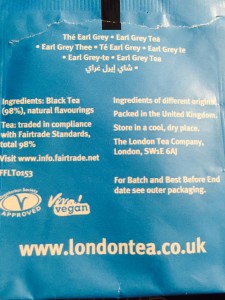 Thé Earl Grey • Earl Grey Tea
• Earl Grey Thee • Té Earl Grey • Earl Grey te
• Earl Grey-te • Earl Grey Tea
• شاي إيرل غراي
Ingredients: Black Tea
(98%), natural flavourings
Tea: traded in compliance
with Fairtrade Standards,
total 98%
Visit www.info.fairtrade.net
FFLT0153
Ingredients of different origins.
Packed in the United Kingdom.
Store in a cool, dry place.
The London Tea Company,
London, SW1E 6AJ
For Batch and Best Before End
date see outer packaging.
Vegetarian Society
APPROVED
Viva!
vegan
www.londontea.co.uk